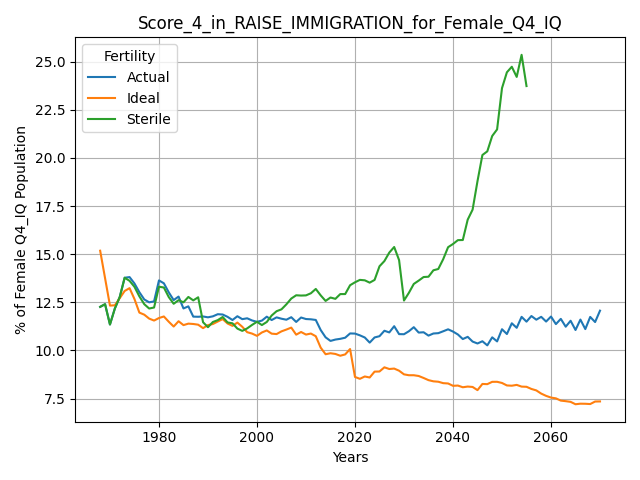 Score_4_in_RAISE_IMMIGRATION_for_Female_Q4_IQ
Fertility
Actual
Ideal
Sterile
% of Female Q4_IQ Population
25.0
22.5
20.0
17.5
15.0
12.5
10.0
7.5
1980
2000
2020
2040
2060
Years